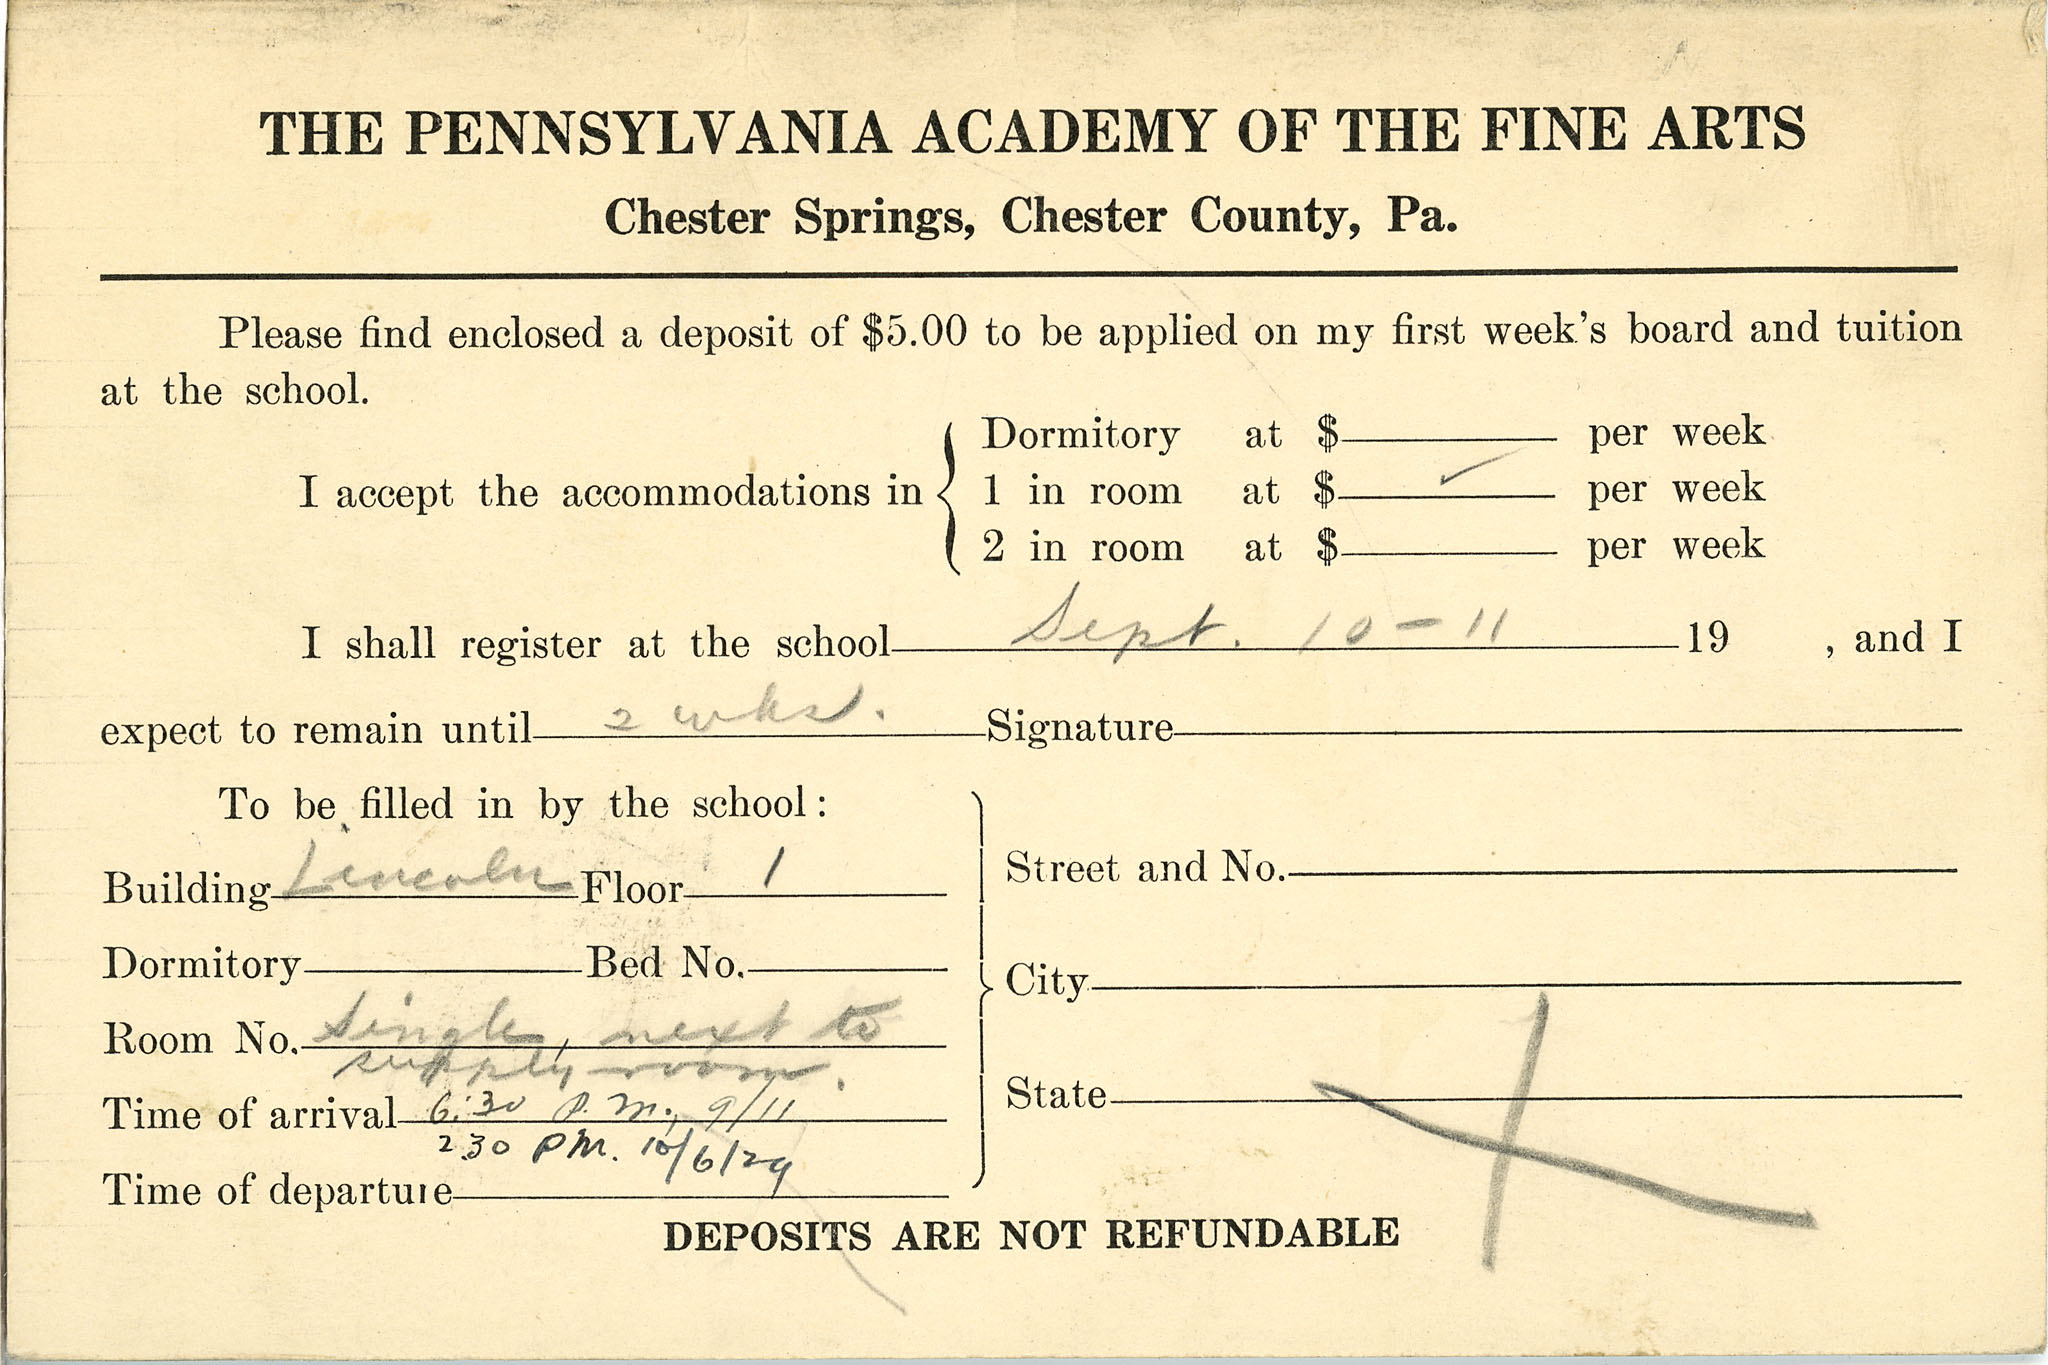 THE PENNSYLVANIA ACADEMY OF THE FINE ARTS
Chester Springs, Chester County, Pa.
Please find enclosed a deposit of $5.00 to be applied on my first week's board and tuition
at the school.
I accept the accommodations in
Dormitory at $ per week
1 in room at $ ✓ per week
2 in room at $ per week
I shall register at the school Sept. 10-11 19 , and I
expect to remain until 2 wks. Signature
To be filled in by the school:
Building Lincoln Floor 1
Street and No.
Dormitory Bed No.
City
Room No. Single, next to
supply room.
State
Time of arrival 6:30 P.M., 9/11
2.30 PM. 10/6/29
Time of departure
DEPOSITS ARE NOT REFUNDABLE